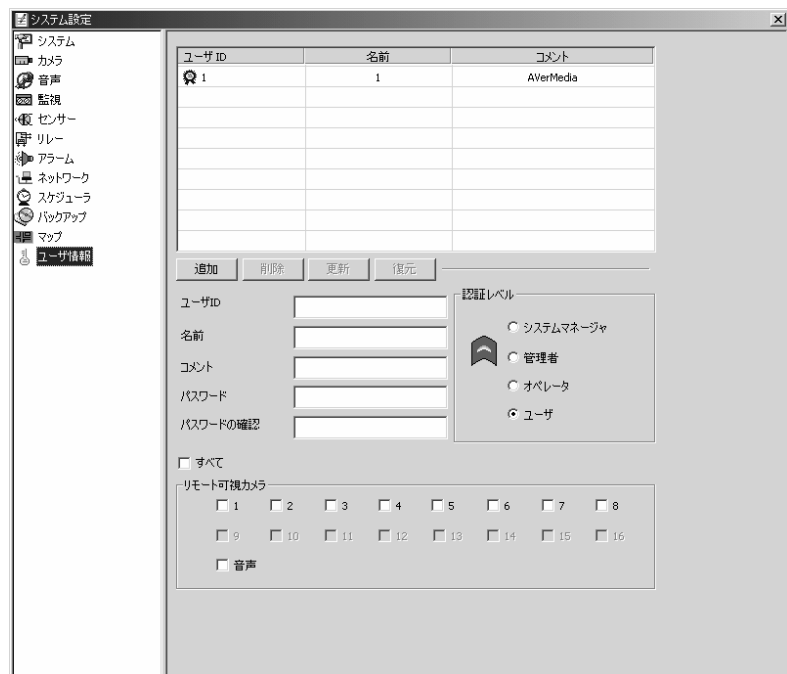 システム設定
システム
カメラ
音声
監視
センサー
リレー
アラーム
ネットワーク
スケジューラ
バックアップ
マップ
ユーザ情報
ユーザ ID 名前 コメント
1 1 AVerMedia
追加 削除 更新 復元
ユーザID
名前
コメント
パスワード
パスワードの確認
認証レベル
システムマネージャ
管理者
オペレータ
ユーザ
すべて
リモート可視カメラ
1 2 3 4 5 6 7 8
9 10 11 12 13 14 15 16
音声